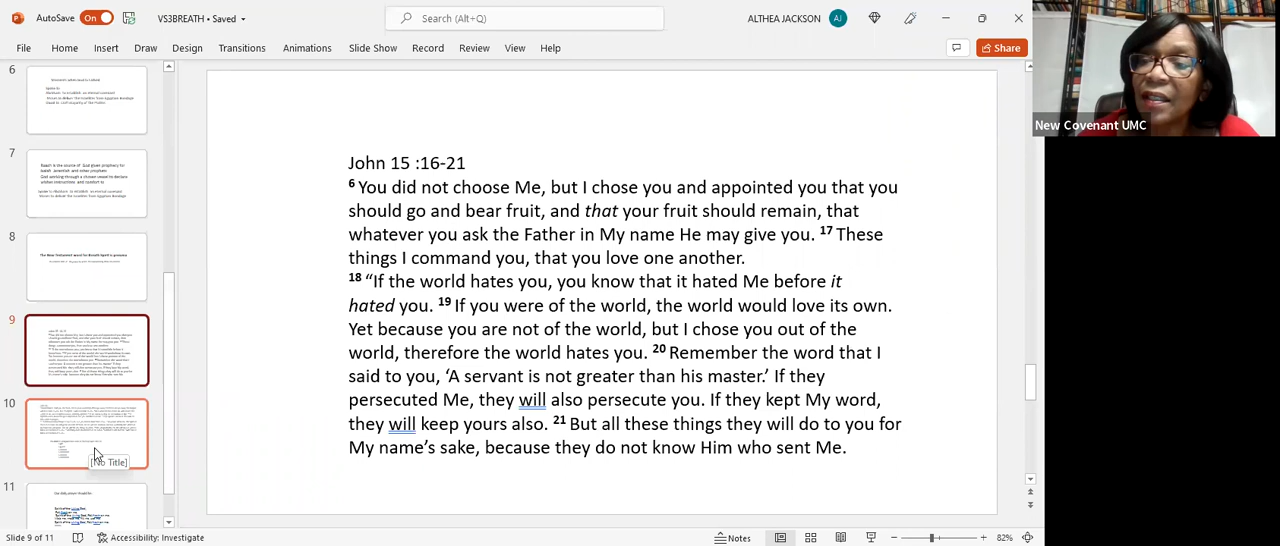 AutoSave On VS3BREATH • Saved Search (Alt+Q) ALTHEA JACKSON AJ
File Home Insert Draw Design Transitions Animations Slide Show Record Review View Help Share
New Covenant UMC
6
7
8
The New Testament word for Breath Spirit is pneuma
9
10
[No Title]
11
John 15 :16-21
6 You did not choose Me, but I chose you and appointed you that you
should go and bear fruit, and that your fruit should remain, that
whatever you ask the Father in My name He may give you. 17 These
things I command you, that you love one another.
18 “If the world hates you, you know that it hated Me before it
hated you. 19 If you were of the world, the world would love its own.
Yet because you are not of the world, but I chose you out of the
world, therefore the world hates you. 20 Remember the word that I
said to you, ‘A servant is not greater than his master.’ If they
persecuted Me, they will also persecute you. If they kept My word,
they will keep yours also. 21 But all these things they will do to you for
My name’s sake, because they do not know Him who sent Me.
Slide 9 of 11 Accessibility: Investigate Notes 82%